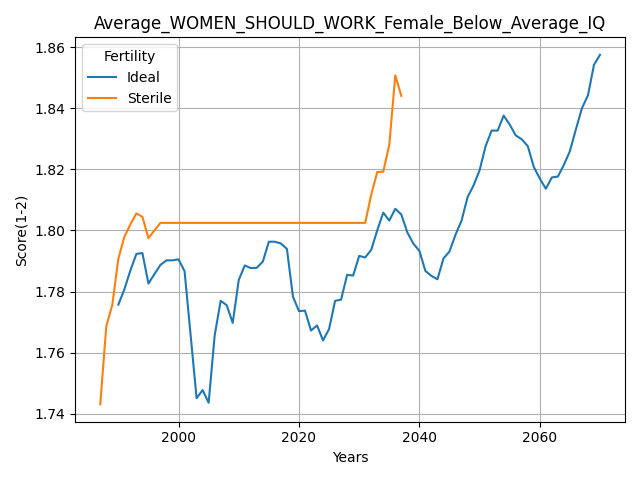 Average_WOMEN_SHOULD_WORK_Female_Below_Average_IQ
Fertility
Ideal
Sterile
Score(1-2)
1.86
1.84
1.82
1.80
1.78
1.76
1.74
2000 2020 2040 2060
Years